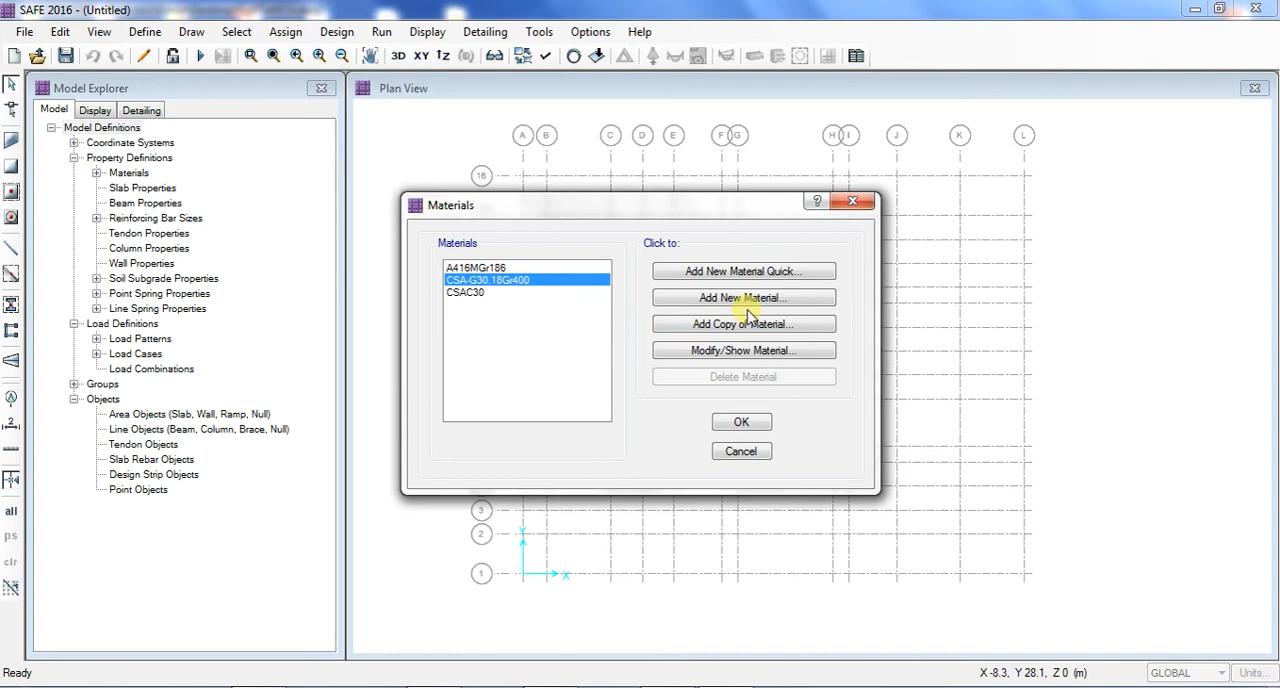 SAFE 2016 - (Untitled)
File Edit View Define Draw Select Assign Design Run Display Detailing Tools Options Help
3D XY
Model Explorer
Plan View
Model Display Detailing
Model Definitions
Coordinate Systems
Property Definitions
Materials
Slab Properties
Beam Properties
Reinforcing Bar Sizes
Tendon Properties
Column Properties
Wall Properties
Soil Subgrade Properties
Point Spring Properties
Line Spring Properties
Load Definitions
Load Patterns
Load Cases
Load Combinations
Groups
Objects
Area Objects (Slab, Wall, Ramp, Null)
Line Objects (Beam, Column, Brace, Null)
Tendon Objects
Slab Rebar Objects
Design Strip Objects
Point Objects
all
ps
clr
A B C D E F G H I J K L
16
Materials
Materials
A416MGr186
CSA-G30.18Gr400
CSAC30
Click to:
Add New Material Quick...
Add New Material...
Add Copy of Material...
Modify/Show Material...
Delete Material
OK
Cancel
3
2
1
Y
X
Ready
X -8.3, Y 28.1, Z 0 (m)
GLOBAL
Units...